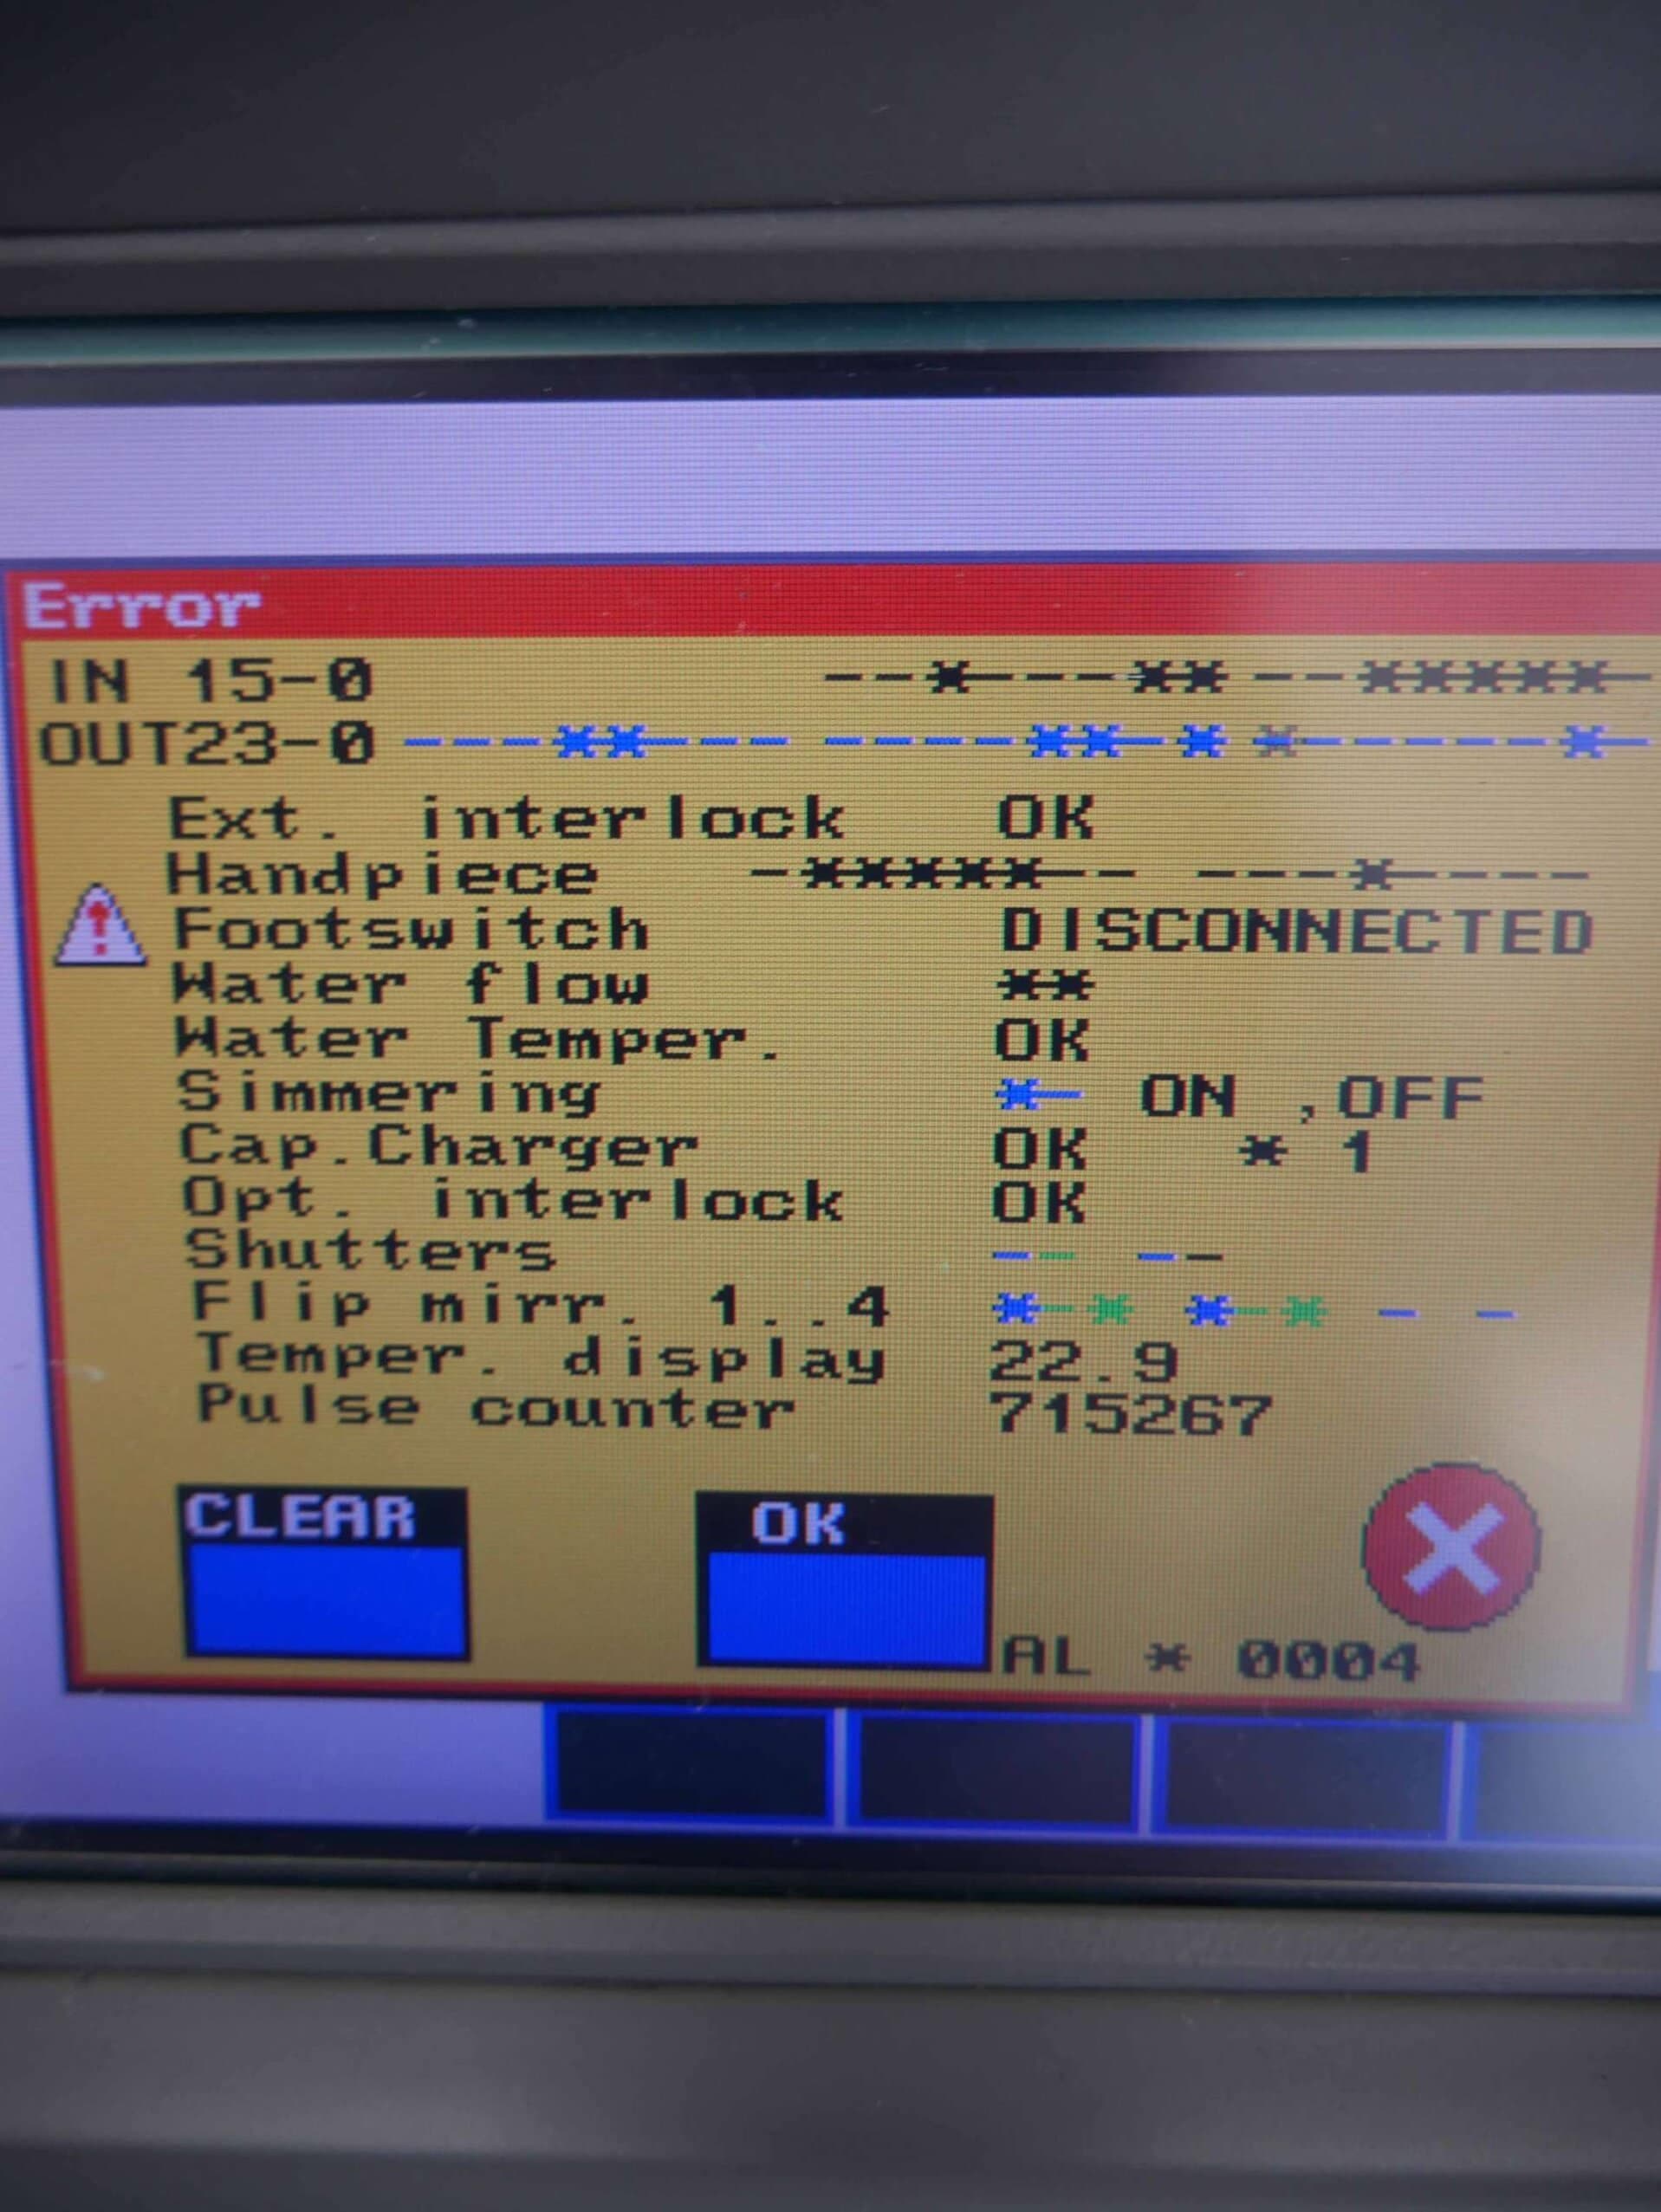 Error
IN 15-0 --*---** --*****-
OUT23-0 ---**--- ----**-* *-----*-
Ext. interlock OK
Handpiece -*****-- ---*----
Footswitch DISCONNECTED
Water flow **
Water Temper. OK
Simmering *- ON ,OFF
Cap.Charger OK * 1
Opt. interlock OK
Shutters -- --
Flip mirr. 1..4 *-* *-* - -
Temper. display 22.9
Pulse counter 715267
CLEAR OK
AL * 0004